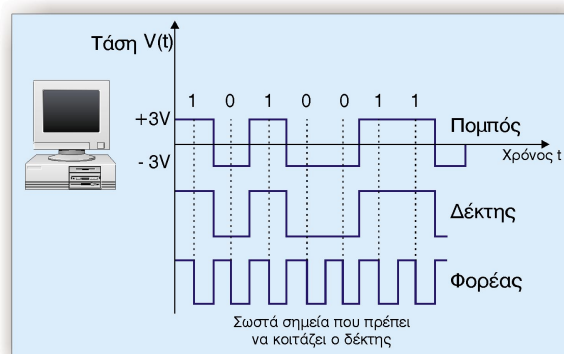 Τάση V(t)
1 0 1 0 0 1 1
+3V
Πομπός
- 3V
Χρόνος t
Δέκτης
Φορέας
Σωστά σημεία που πρέπει
να κοιτάζει ο δέκτης